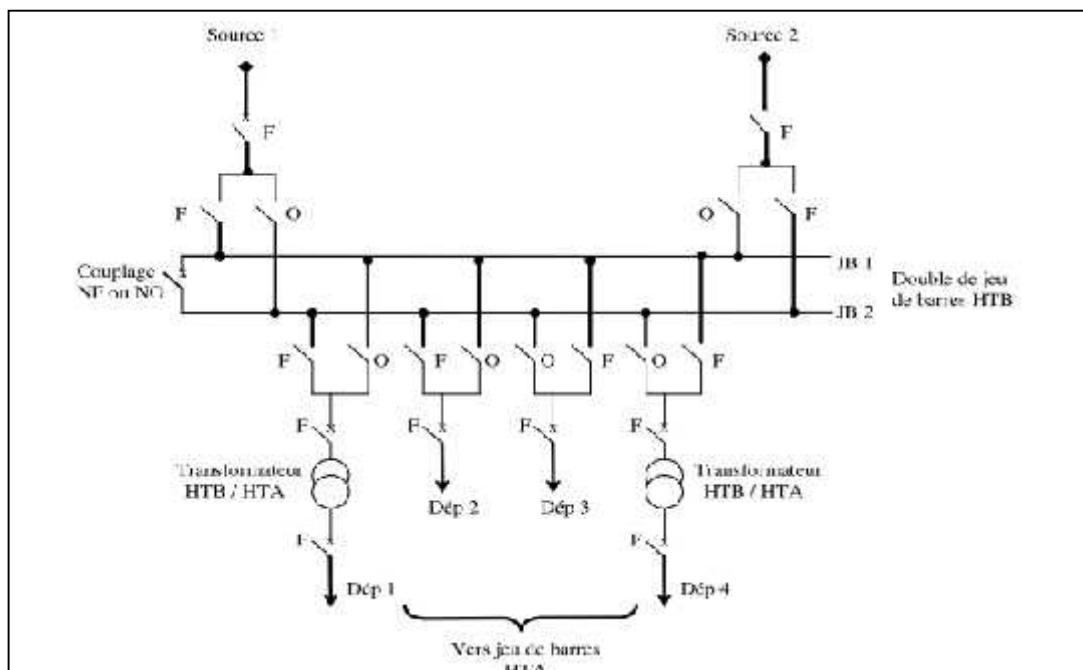 Source 1
Source 2
F
F
F
O
O
F
Couplage
NF ou NO
JB 1
Double de jeu
de barres HTB
JB 2
F
O
F
O
O
F
O
F
F
F
F
F
Transformateur
HTB / HTA
Transformateur
HTB / HTA
Dép 2
Dép 3
F
F
Dép 1
Dép 4
Vers jeu de barres
HTA